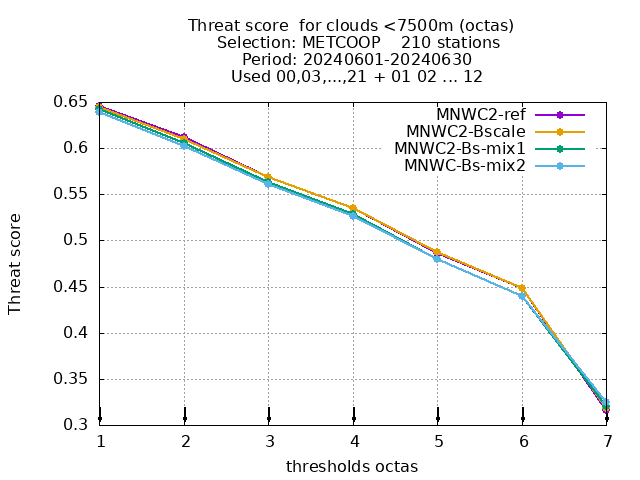 Threat score  for clouds <7500m (octas)
Selection: METCOOP    210 stations
Period: 20240601-20240630
Used 00,03,...,21 + 01 02 ... 12
MNWC2-ref
MNWC2-Bscale
MNWC2-Bs-mix1
MNWC-Bs-mix2
Threat score
0.65
0.6
0.55
0.5
0.45
0.4
0.35
0.3
1 2 3 4 5 6 7
thresholds octas